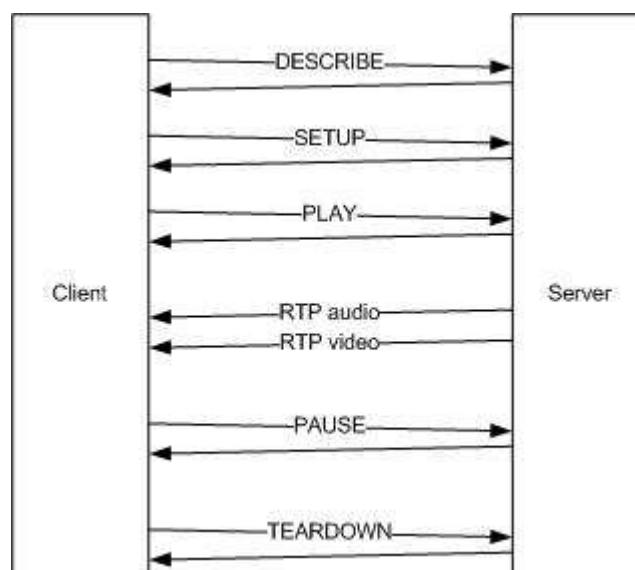 DESCRIBE
SETUP
PLAY
Client
RTP audio
Server
RTP video
PAUSE
TEARDOWN